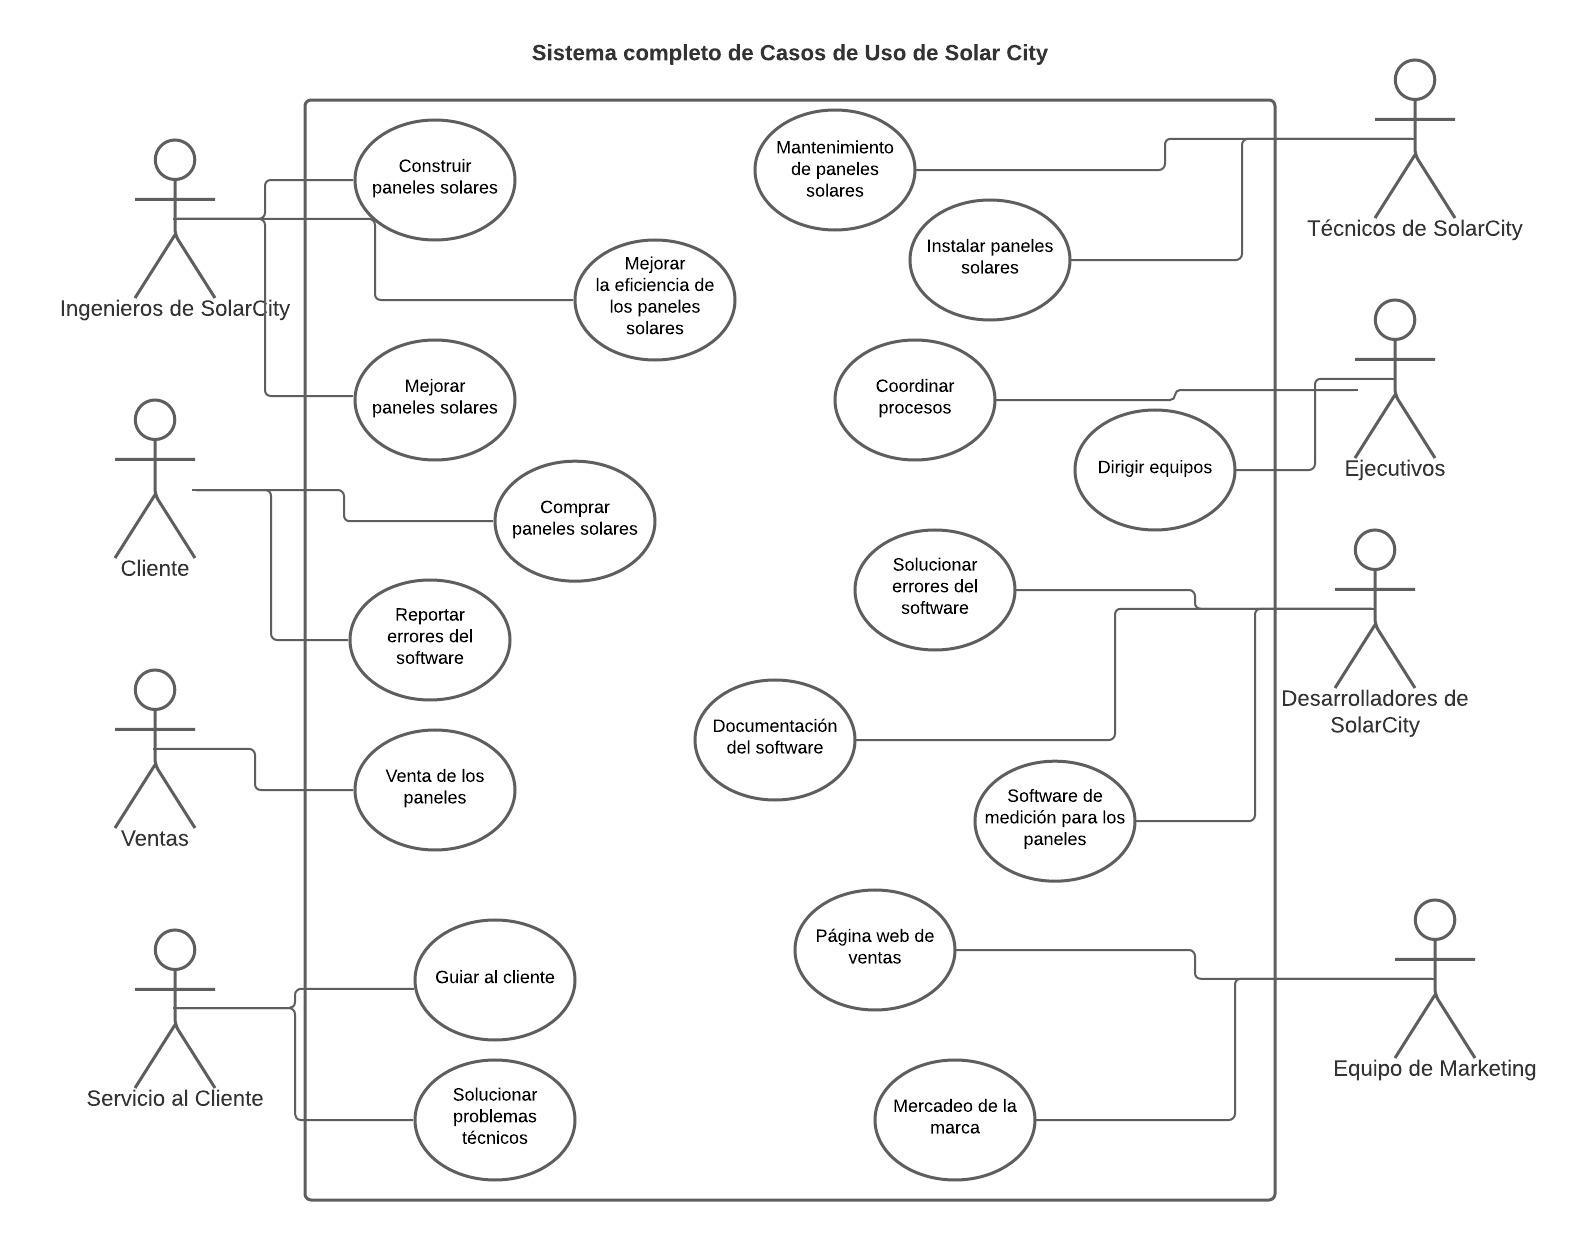 Sistema completo de Casos de Uso de Solar City
Construir
paneles solares
Mejorar
la eficiencia de
los paneles
solares
Ingenieros de SolarCity
Mejorar
paneles solares
Comprar
paneles solares
Cliente
Reportar
errores del
software
Venta de los
paneles
Ventas
Guiar al cliente
Servicio al Cliente
Solucionar
problemas
técnicos
Mantenimiento
de paneles
solares
Instalar paneles
solares
Técnicos de SolarCity
Coordinar
procesos
Dirigir equipos
Ejecutivos
Solucionar
errores del
software
Documentación
del software
Desarrolladores de
SolarCity
Software de
medición para los
paneles
Página web de
ventas
Equipo de Marketing
Mercadeo de la
marca